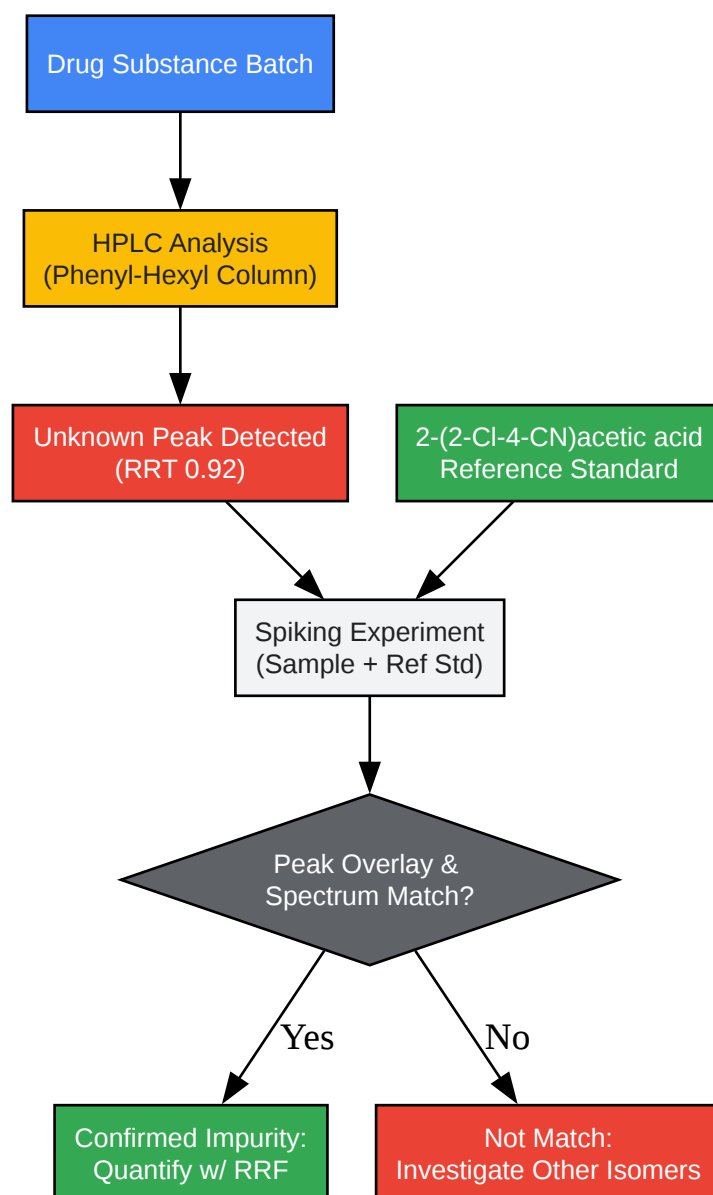 Drug Substance Batch
HPLC Analysis
(Phenyl-Hexyl Column)
Unknown Peak Detected
(RRT 0.92)
2-(2-Cl-4-CN)acetic acid
Reference Standard
Spiking Experiment
(Sample + Ref Std)
Peak Overlay &
Spectrum Match?
Yes
No
Confirmed Impurity:
Quantify w/ RRF
Not Match:
Investigate Other Isomers